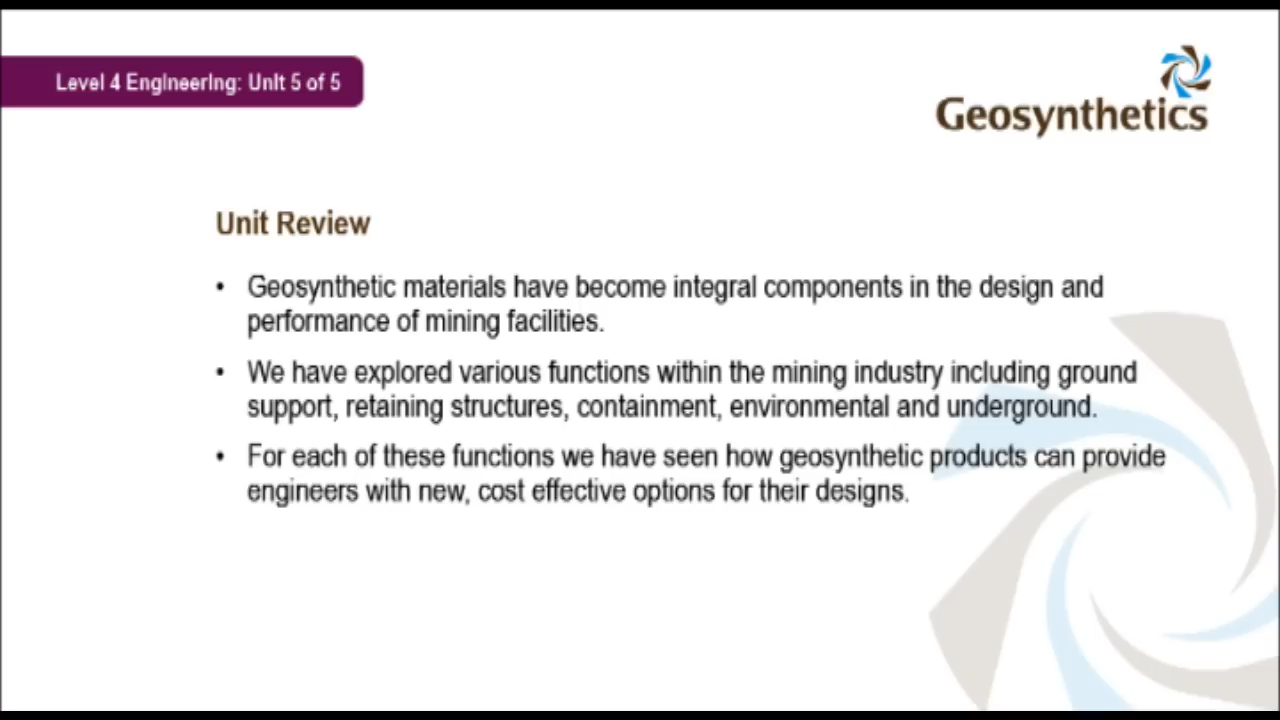 Level 4 Engineering: Unit 5 of 5
Geosynthetics
Unit Review
• Geosynthetic materials have become integral components in the design and
performance of mining facilities.
• We have explored various functions within the mining industry including ground
support, retaining structures, containment, environmental and underground.
• For each of these functions we have seen how geosynthetic products can provide
engineers with new, cost effective options for their designs.